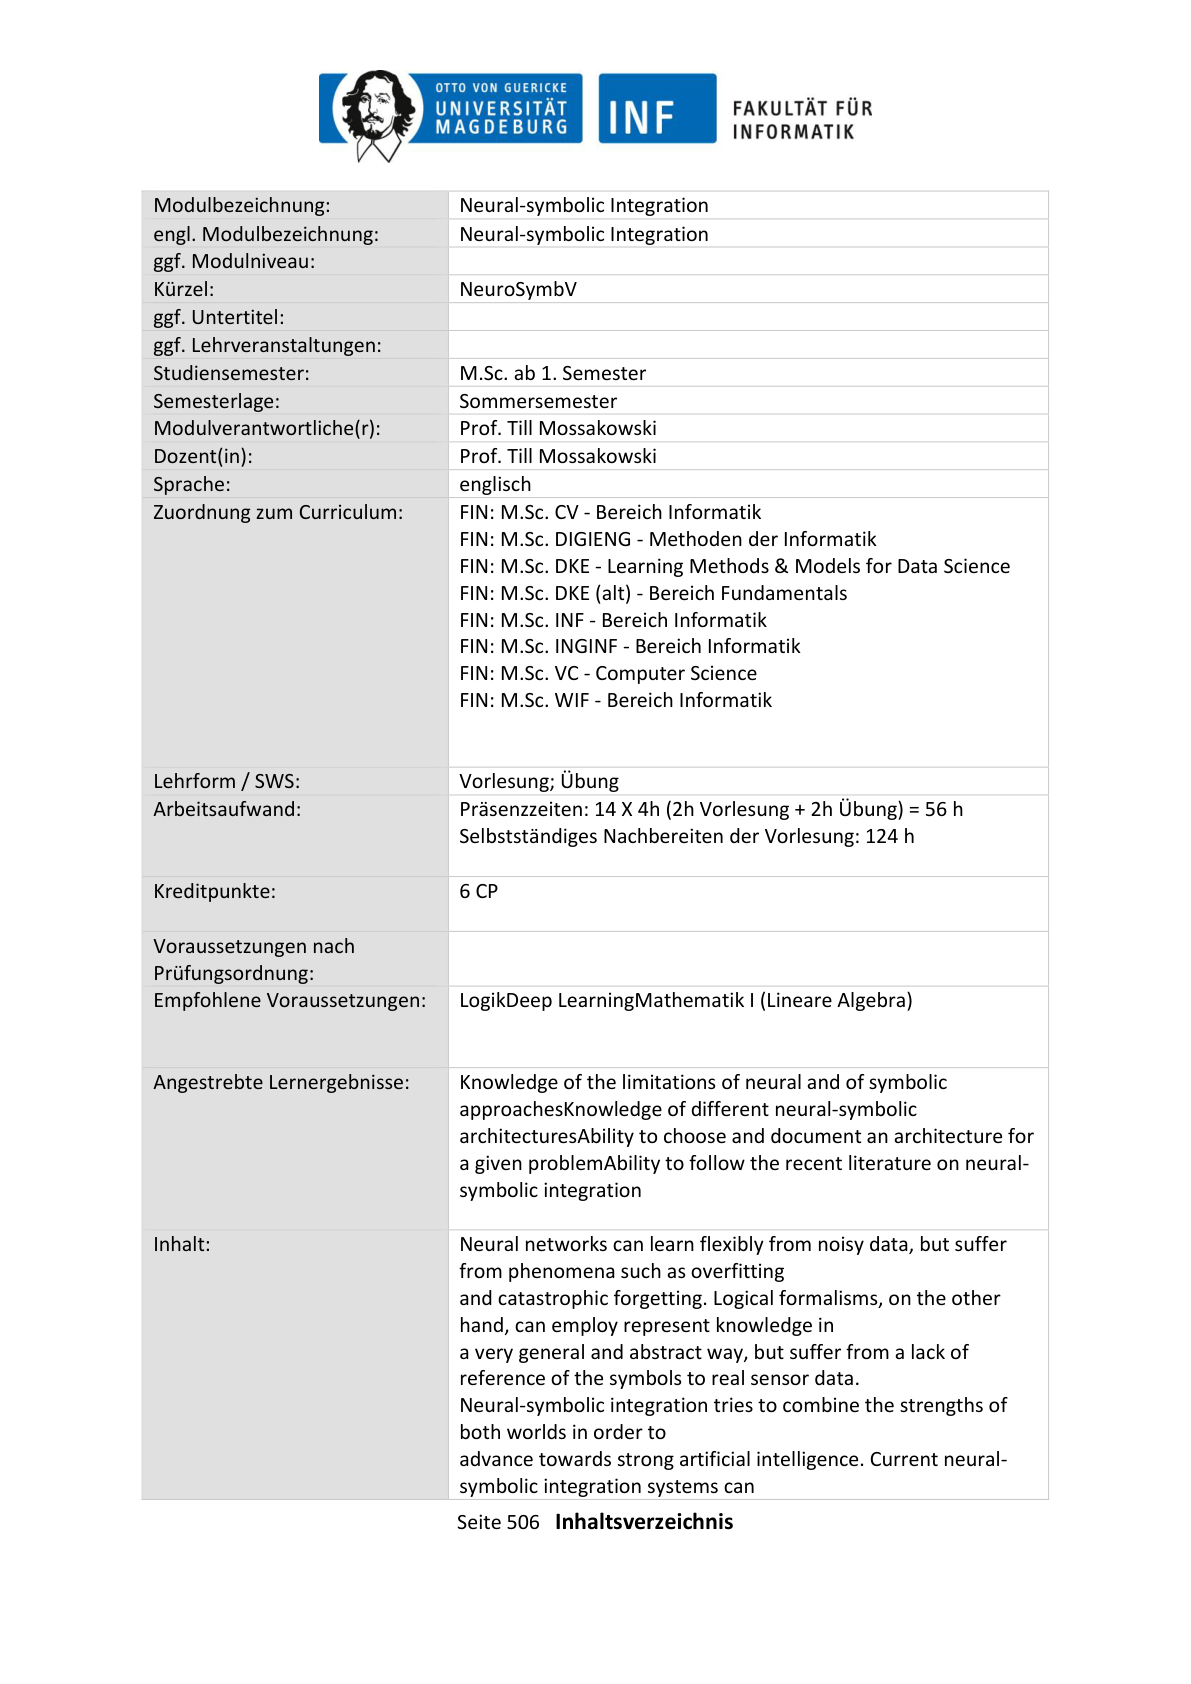 OTTO VON GUERICKE
UNIVERSITÄT
MAGDEBURG
INF
FAKULTÄT FÜR
INFORMATIK
Modulbezeichnung: Neural-symbolic Integration
engl. Modulbezeichnung: Neural-symbolic Integration
ggf. Modulniveau:
Kürzel: NeuroSymbV
ggf. Untertitel:
ggf. Lehrveranstaltungen:
Studiensemester: M.Sc. ab 1. Semester
Semesterlage: Sommersemester
Modulverantwortliche(r): Prof. Till Mossakowski
Dozent(in): Prof. Till Mossakowski
Sprache: englisch
Zuordnung zum Curriculum: FIN: M.Sc. CV - Bereich Informatik
FIN: M.Sc. DIGIENG - Methoden der Informatik
FIN: M.Sc. DKE - Learning Methods & Models for Data Science
FIN: M.Sc. DKE (alt) - Bereich Fundamentals
FIN: M.Sc. INF - Bereich Informatik
FIN: M.Sc. INGINF - Bereich Informatik
FIN: M.Sc. VC - Computer Science
FIN: M.Sc. WIF - Bereich Informatik
Lehrform / SWS: Vorlesung; Übung
Arbeitsaufwand: Präsenzzeiten: 14 X 4h (2h Vorlesung + 2h Übung) = 56 h
Selbstständiges Nachbereiten der Vorlesung: 124 h
Kreditpunkte: 6 CP
Voraussetzungen nach
Prüfungsordnung:
Empfohlene Voraussetzungen: LogikDeep LearningMathematik I (Lineare Algebra)
Angestrebte Lernergebnisse: Knowledge of the limitations of neural and of symbolic
approachesKnowledge of different neural-symbolic
architecturesAbility to choose and document an architecture for
a given problemAbility to follow the recent literature on neural-
symbolic integration
Inhalt: Neural networks can learn flexibly from noisy data, but suffer
from phenomena such as overfitting
and catastrophic forgetting. Logical formalisms, on the other
hand, can employ represent knowledge in
a very general and abstract way, but suffer from a lack of
reference of the symbols to real sensor data.
Neural-symbolic integration tries to combine the strengths of
both worlds in order to
advance towards strong artificial intelligence. Current neural-
symbolic integration systems can
Seite 506 Inhaltsverzeichnis